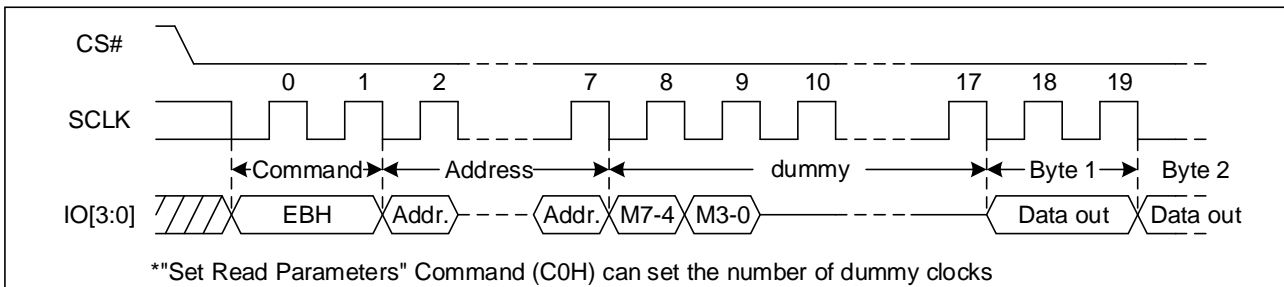 CS#
0 1 2 7 8 9 10 17 18 19
SCLK
Command Address dummy Byte 1 Byte 2
IO[3:0] EBH Addr. Addr. M7-4 M3-0 Data out Data out
*"Set Read Parameters" Command (C0H) can set the number of dummy clocks